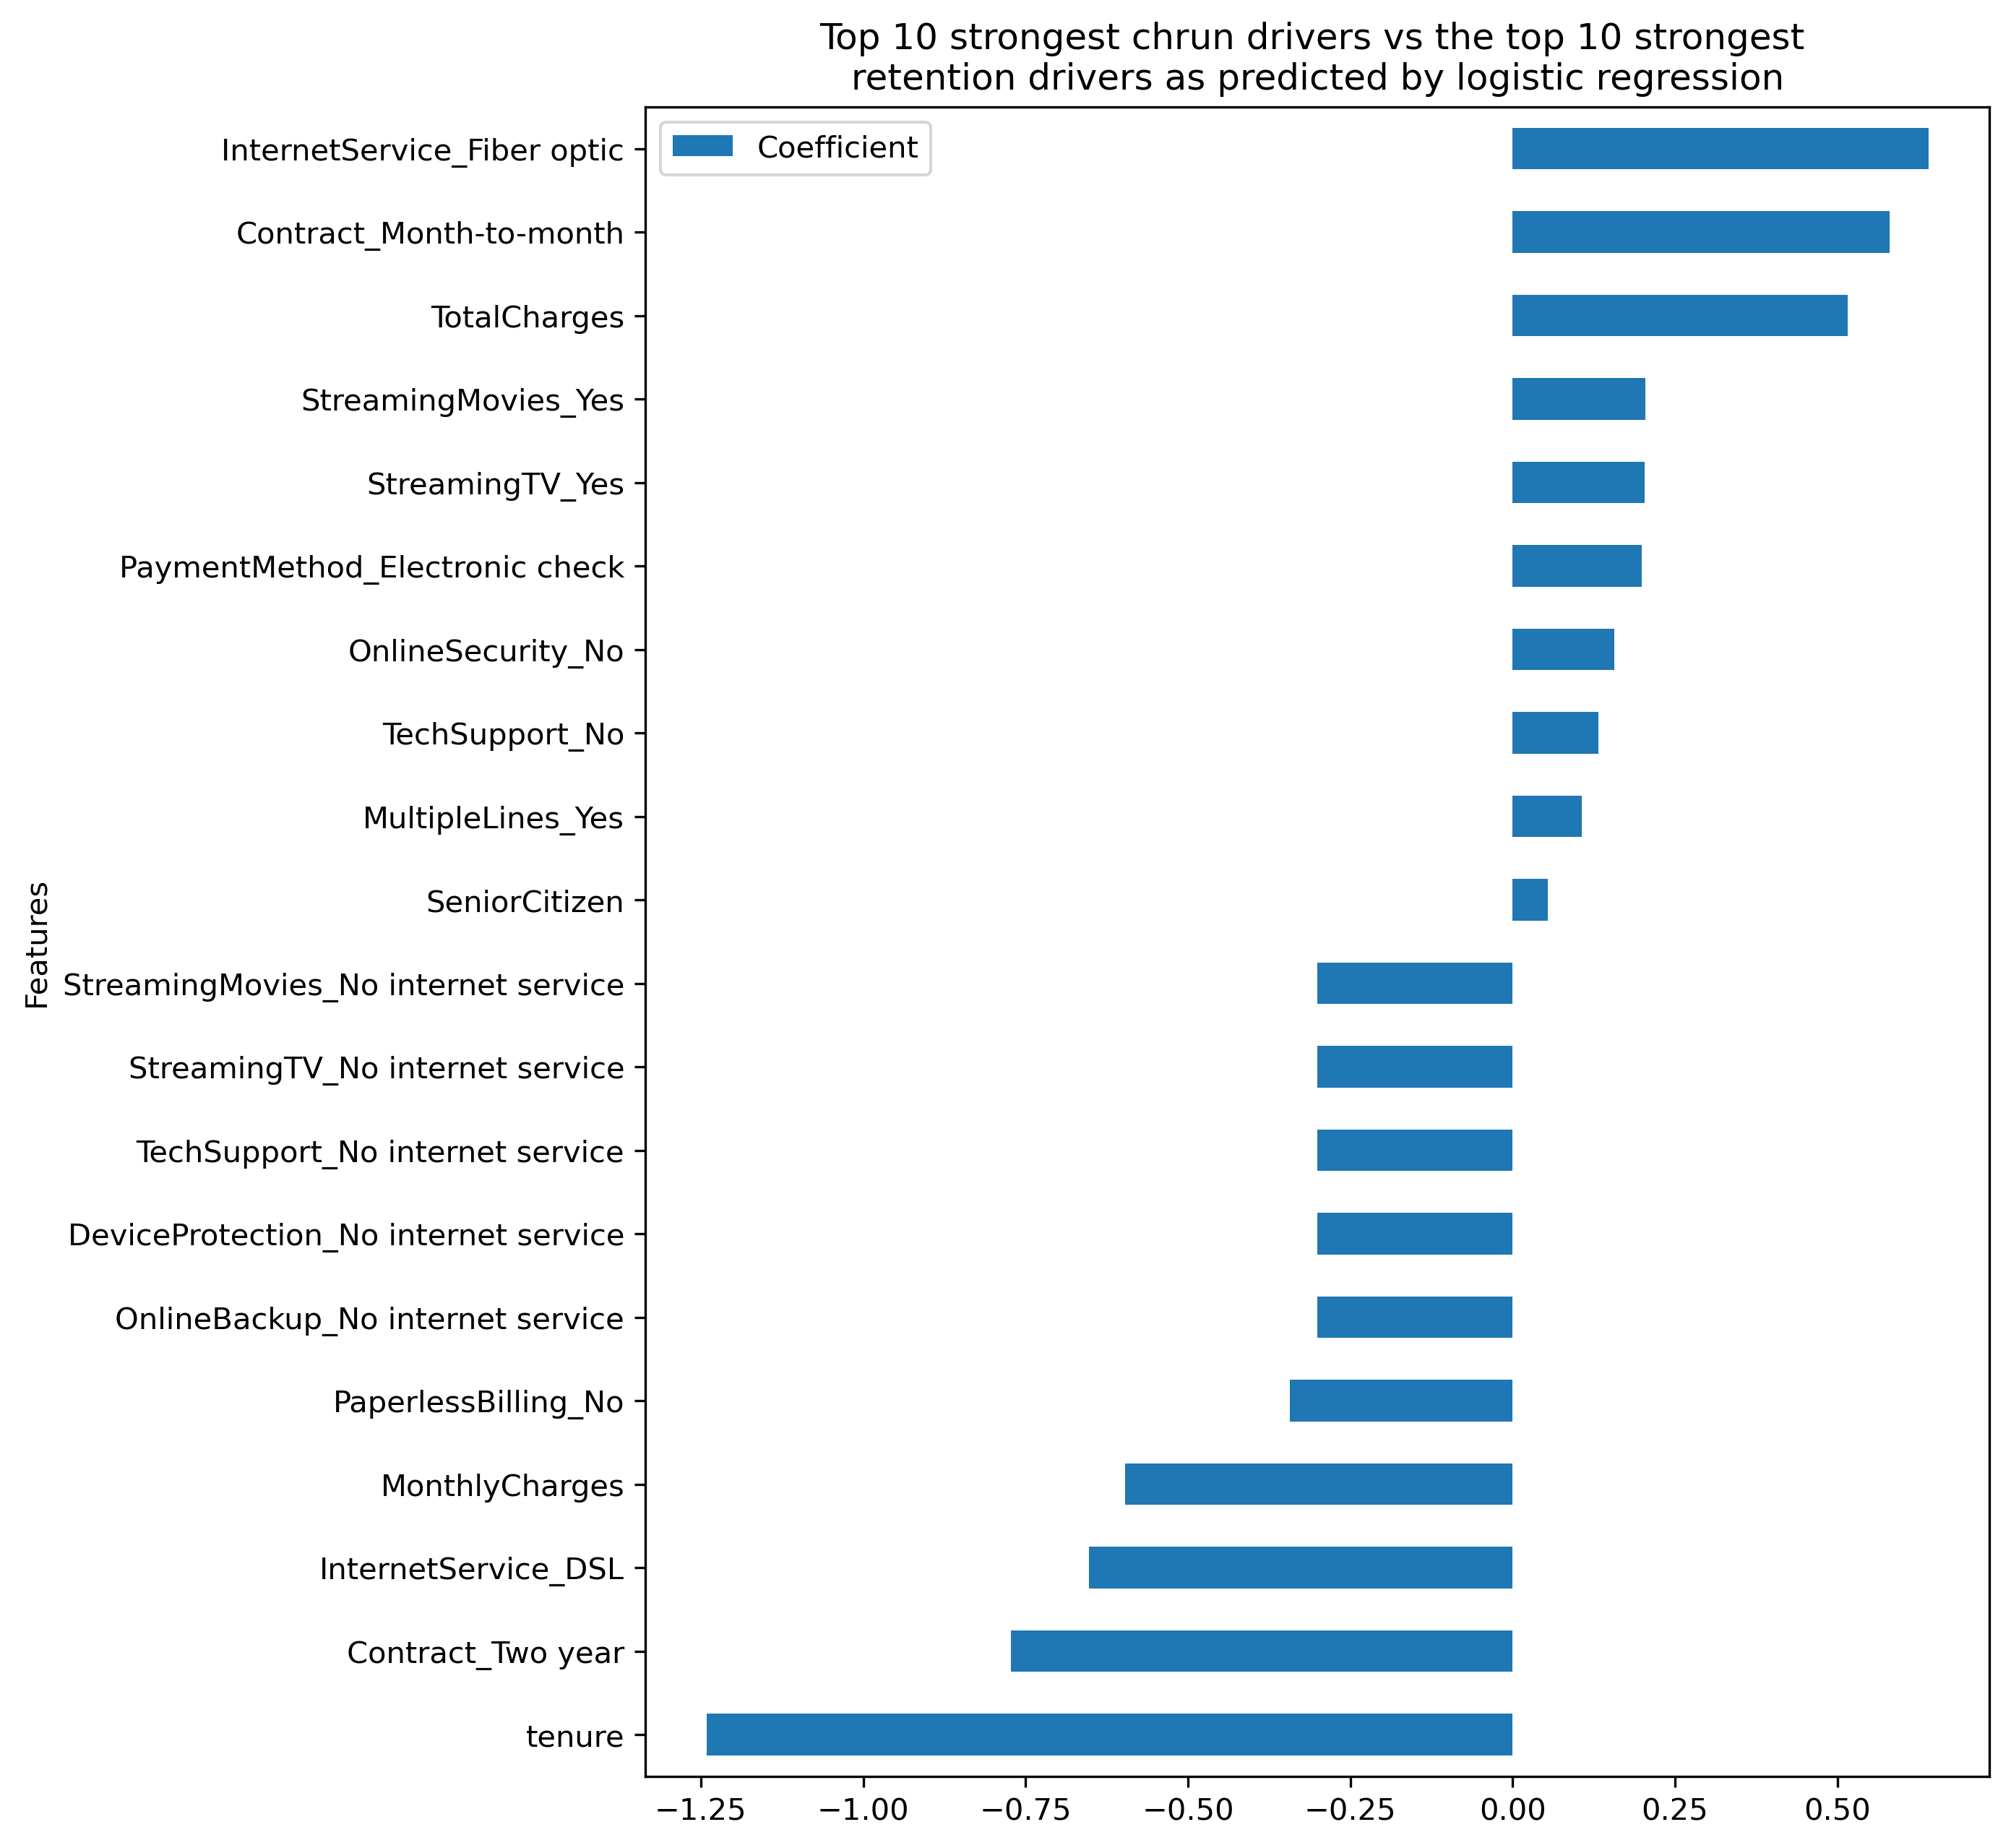 Top 10 strongest chrun drivers vs the top 10 strongest
retention drivers as predicted by logistic regression
Coefficient
Features
InternetService_Fiber optic
Contract_Month-to-month
TotalCharges
StreamingMovies_Yes
StreamingTV_Yes
PaymentMethod_Electronic check
OnlineSecurity_No
TechSupport_No
MultipleLines_Yes
SeniorCitizen
StreamingMovies_No internet service
StreamingTV_No internet service
TechSupport_No internet service
DeviceProtection_No internet service
OnlineBackup_No internet service
PaperlessBilling_No
MonthlyCharges
InternetService_DSL
Contract_Two year
tenure
−1.25 −1.00 −0.75 −0.50 −0.25 0.00 0.25 0.50